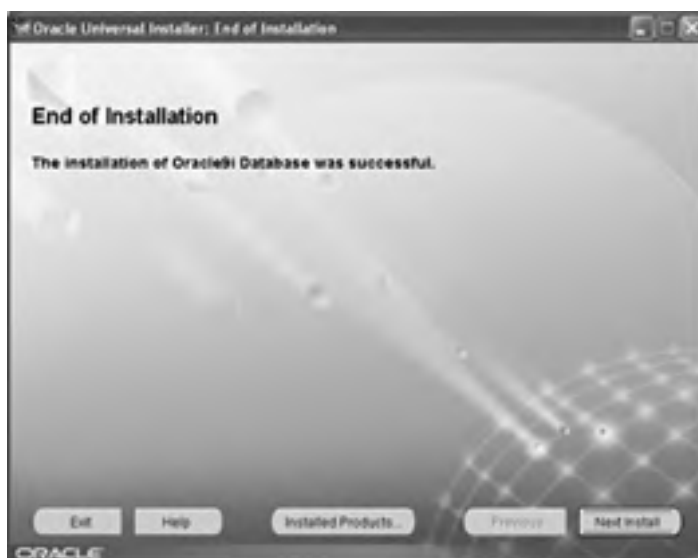 Oracle Universal Installer: End of Installation
End of Installation
The installation of Oracle9i Database was successful.
Exit
Help
Installed Products...
Previous
Next Install
ORACLE